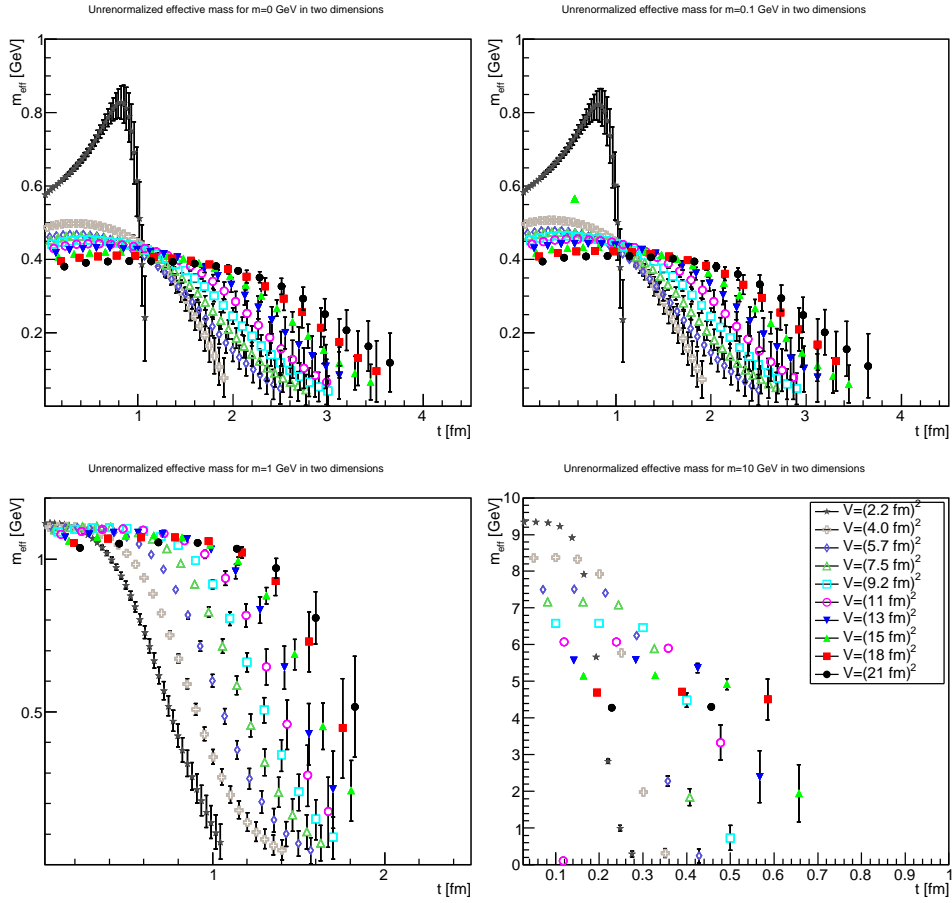 Unrenormalized effective mass for m=0 GeV in two dimensions
m_eff [GeV]
1
0.8
0.6
0.4
0.2
1
2
3
4
t [fm]
Unrenormalized effective mass for m=0.1 GeV in two dimensions
m_eff [GeV]
1
0.8
0.6
0.4
0.2
1
2
3
4
t [fm]
Unrenormalized effective mass for m=1 GeV in two dimensions
m_eff [GeV]
1
0.5
1
2
t [fm]
Unrenormalized effective mass for m=10 GeV in two dimensions
m_eff [GeV]
10
9
8
7
6
5
4
3
2
1
0
0.1
0.2
0.3
0.4
0.5
0.6
0.7
0.8
0.9
1
t [fm]
V=(2.2 fm)²
V=(4.0 fm)²
V=(5.7 fm)²
V=(7.5 fm)²
V=(9.2 fm)²
V=(11 fm)²
V=(13 fm)²
V=(15 fm)²
V=(18 fm)²
V=(21 fm)²